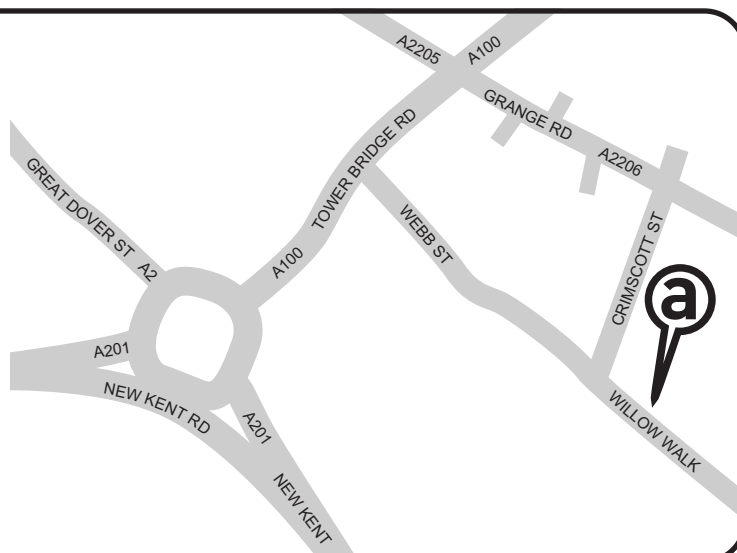 A2205
A100
GRANGE RD
A2206
TOWER BRIDGE RD
GREAT DOVER ST
A2
A100
WEBB ST
CRIMSCOTT ST
a
A201
NEW KENT RD
A201
WILLOW WALK
NEW KENT